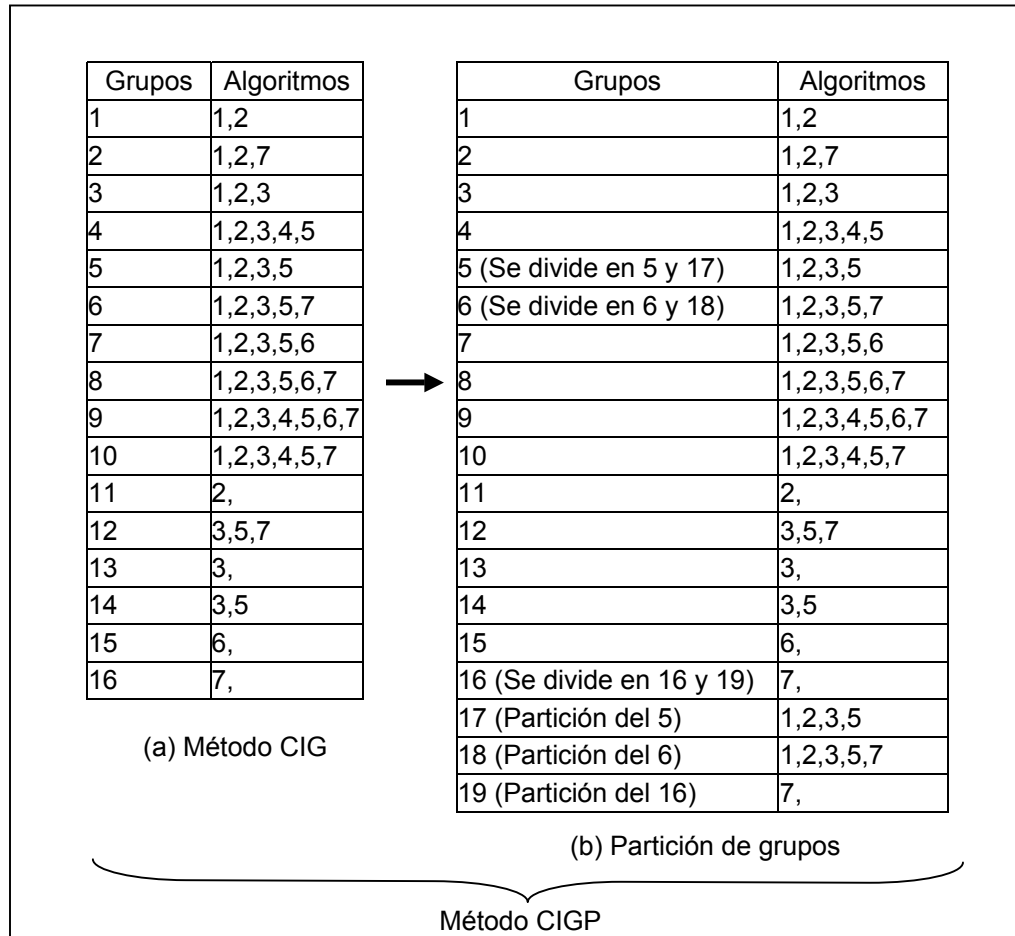 Grupos Algoritmos
1 1,2
2 1,2,7
3 1,2,3
4 1,2,3,4,5
5 1,2,3,5
6 1,2,3,5,7
7 1,2,3,5,6
8 1,2,3,5,6,7
9 1,2,3,4,5,6,7
10 1,2,3,4,5,7
11 2,
12 3,5,7
13 3,
14 3,5
15 6,
16 7,
(a) Método CIG
Grupos Algoritmos
1 1,2
2 1,2,7
3 1,2,3
4 1,2,3,4,5
5 (Se divide en 5 y 17) 1,2,3,5
6 (Se divide en 6 y 18) 1,2,3,5,7
7 1,2,3,5,6
8 1,2,3,5,6,7
9 1,2,3,4,5,6,7
10 1,2,3,4,5,7
11 2,
12 3,5,7
13 3,
14 3,5
15 6,
16 (Se divide en 16 y 19) 7,
17 (Partición del 5) 1,2,3,5
18 (Partición del 6) 1,2,3,5,7
19 (Partición del 16) 7,
(b) Partición de grupos
Método CIGP